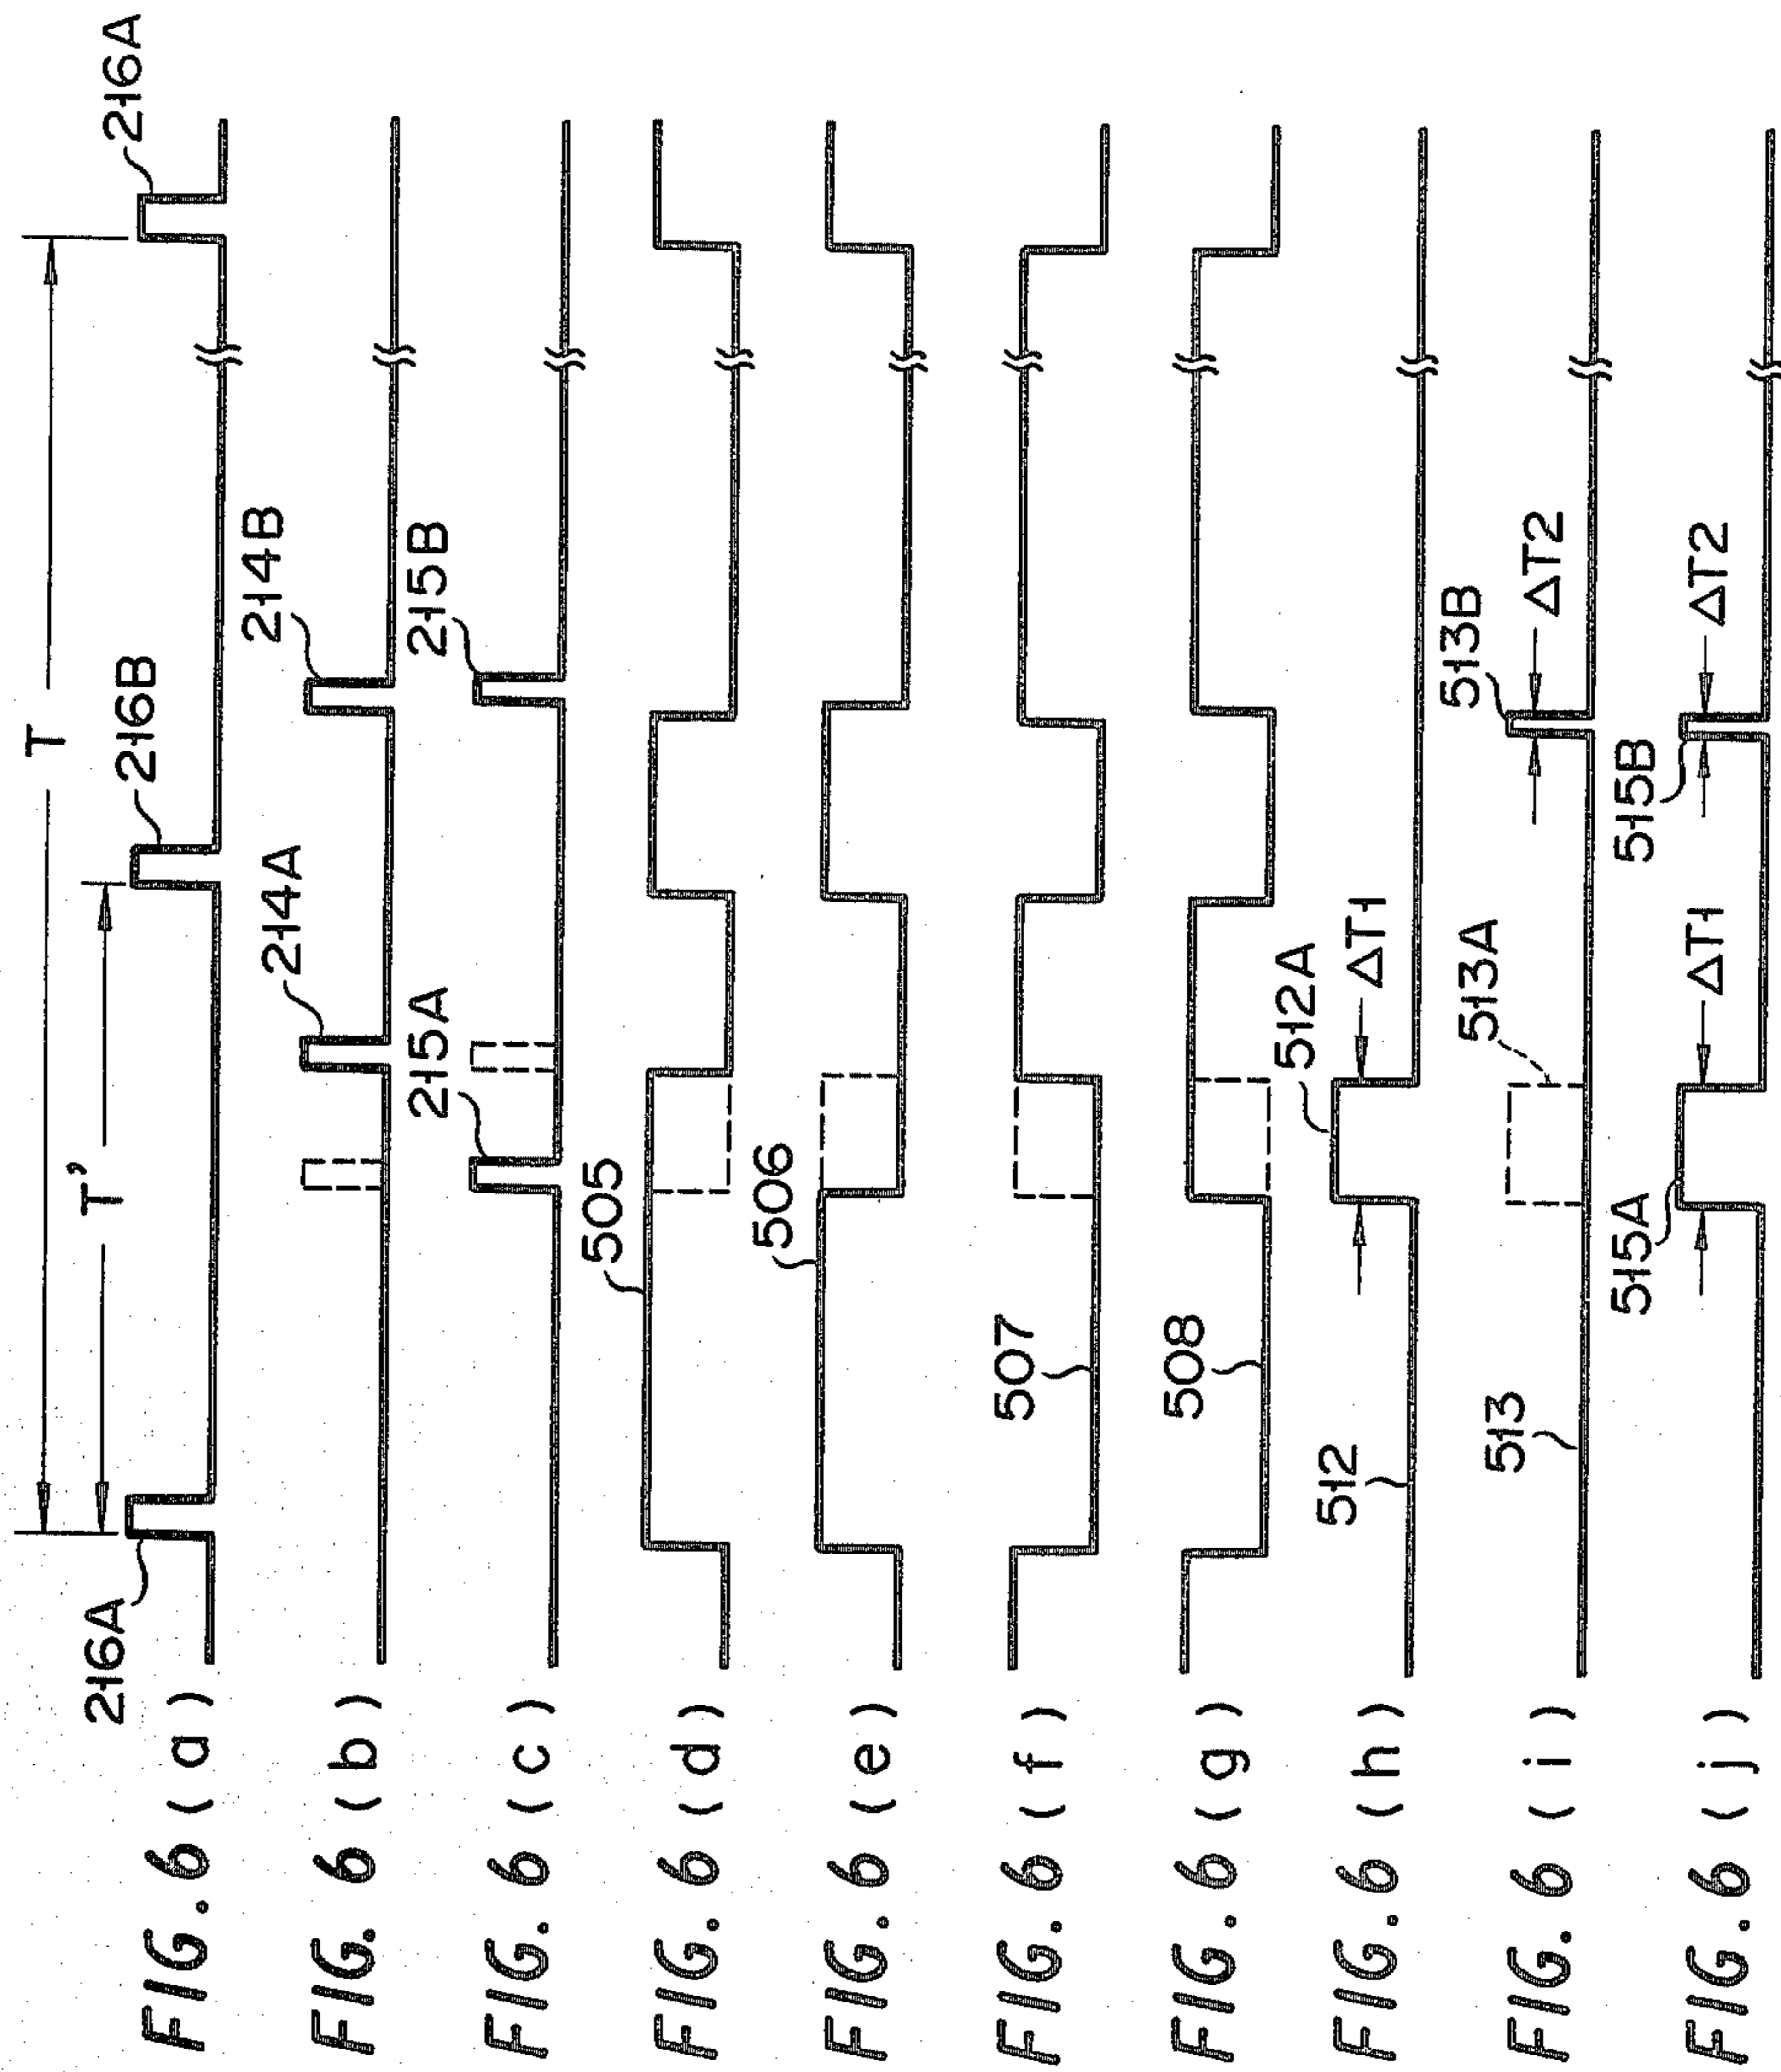 T
T'
216A
216B
216A
FIG. 6 (a)
214A
214B
FIG. 6 (b)
215A
215B
FIG. 6 (c)
505
FIG. 6 (d)
506
FIG. 6 (e)
507
FIG. 6 (f)
508
FIG. 6 (g)
512
512A
ΔT1
FIG. 6 (h)
513
513A
513B
ΔT2
FIG. 6 (i)
515A
ΔT1
515B
ΔT2
FIG. 6 (j)